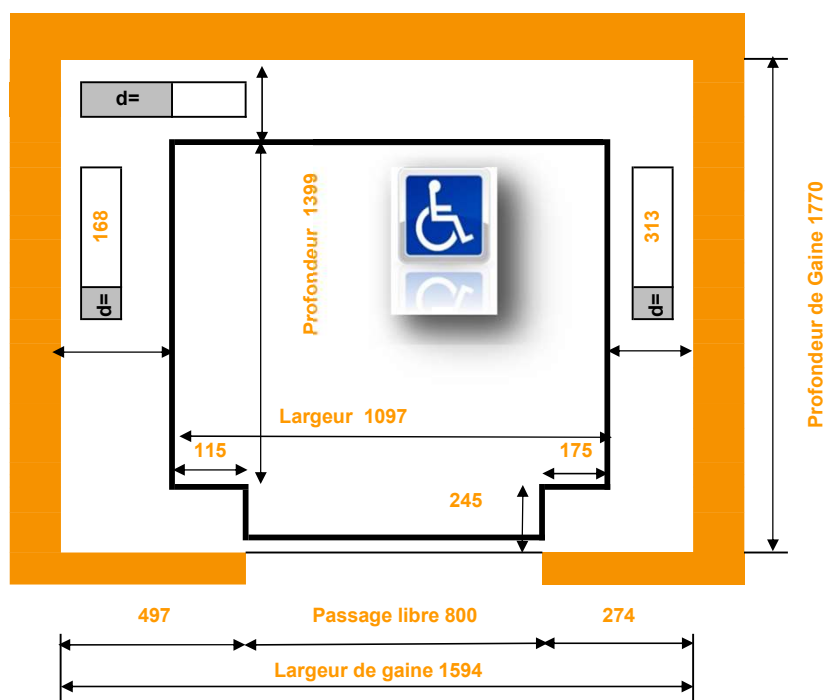 d=
168
d=
Profondeur 1399
313
d=
Profondeur de Gaine 1770
Largeur 1097
115
175
245
497
Passage libre 800
274
Largeur de gaine 1594